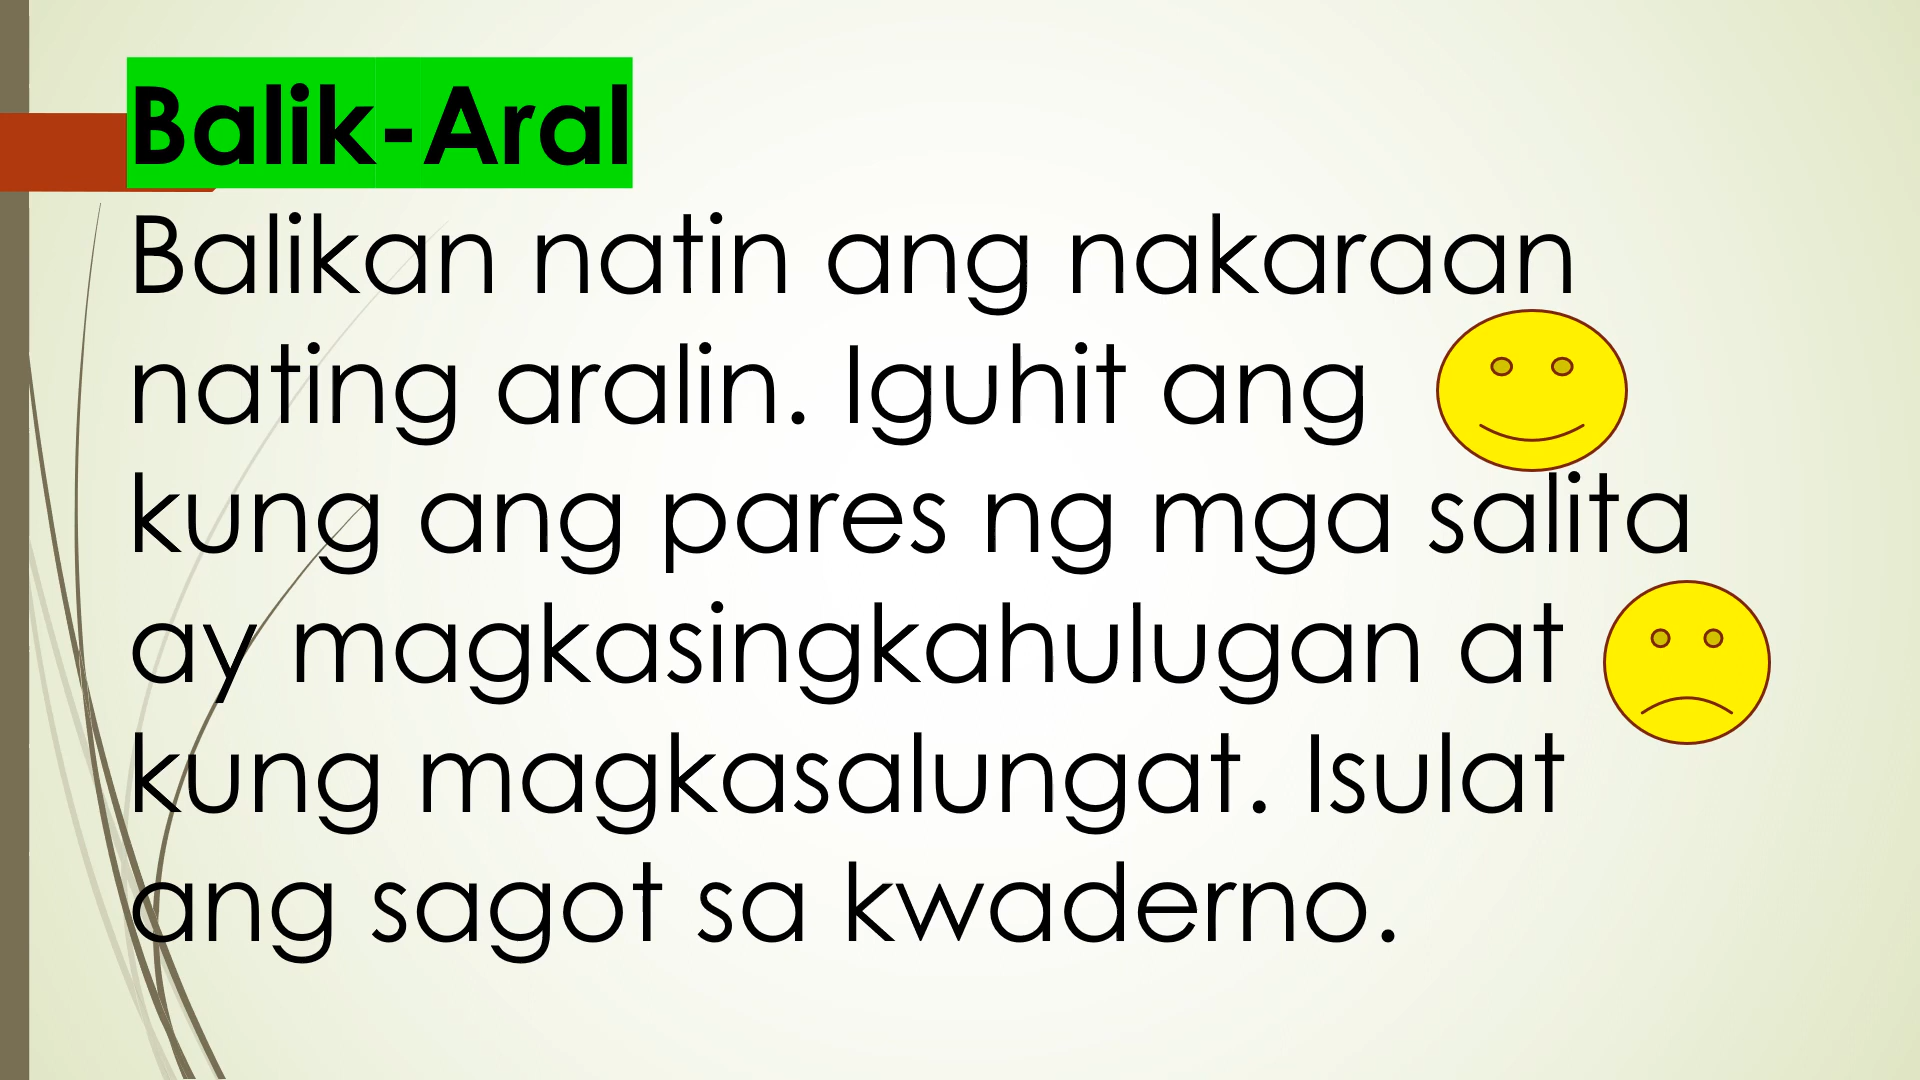 Balik-Aral
Balikan natin ang nakaraan
nating aralin. Iguhit ang
kung ang pares ng mga salita
ay magkasingkahulugan at
kung magkasalungat. Isulat
ang sagot sa kwaderno.